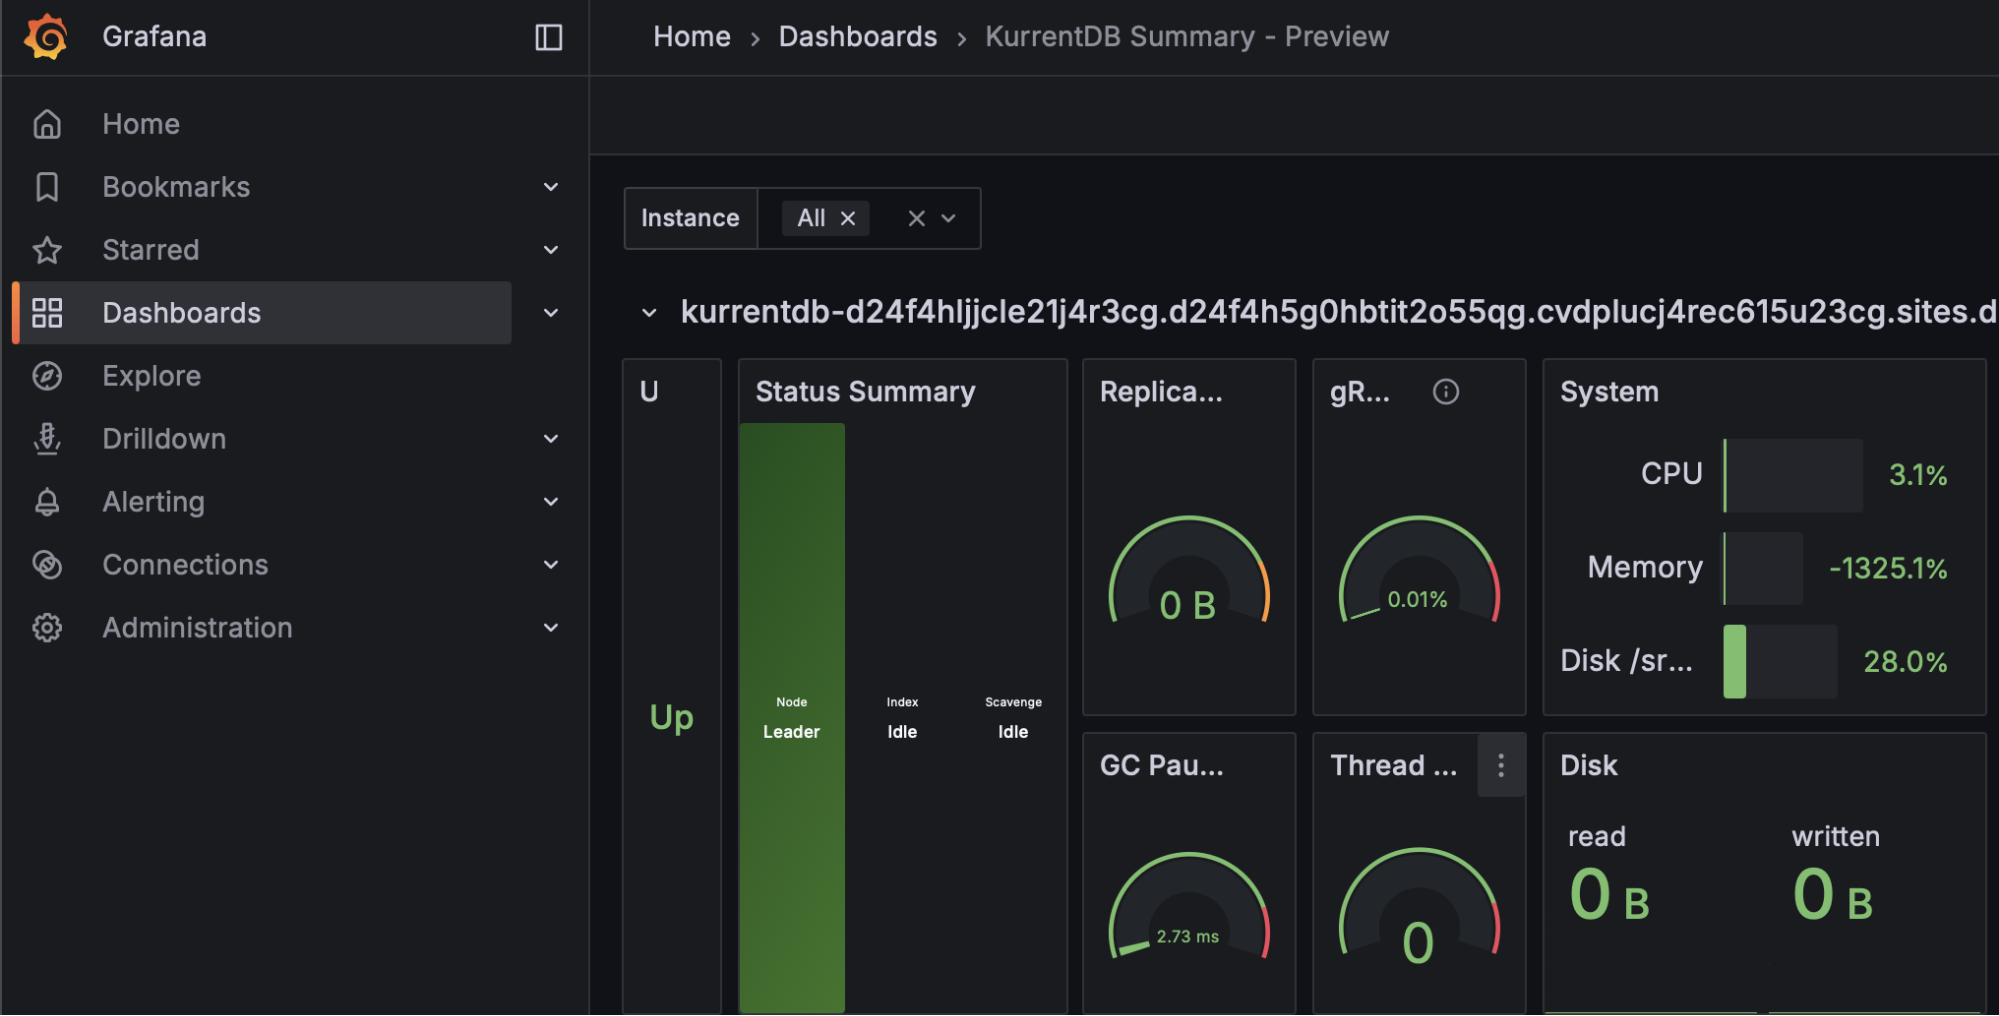 Grafana
Home › Dashboards › KurrentDB Summary - Preview
Home
Bookmarks
Starred
Dashboards
Explore
Drilldown
Alerting
Connections
Administration
Instance All
kurrentdb-d24f4hljjcle21j4r3cg.d24f4h5g0hbtit2o55qg.cvdplucj4rec615u23cg.sites.d
U
Up
Status Summary
Node
Leader
Index
Idle
Scavenge
Idle
Replica...
0 B
gR...
0.01%
System
CPU 3.1%
Memory -1325.1%
Disk /sr... 28.0%
GC Pau...
2.73 ms
Thread ...
0
Disk
read
0 B
written
0 B